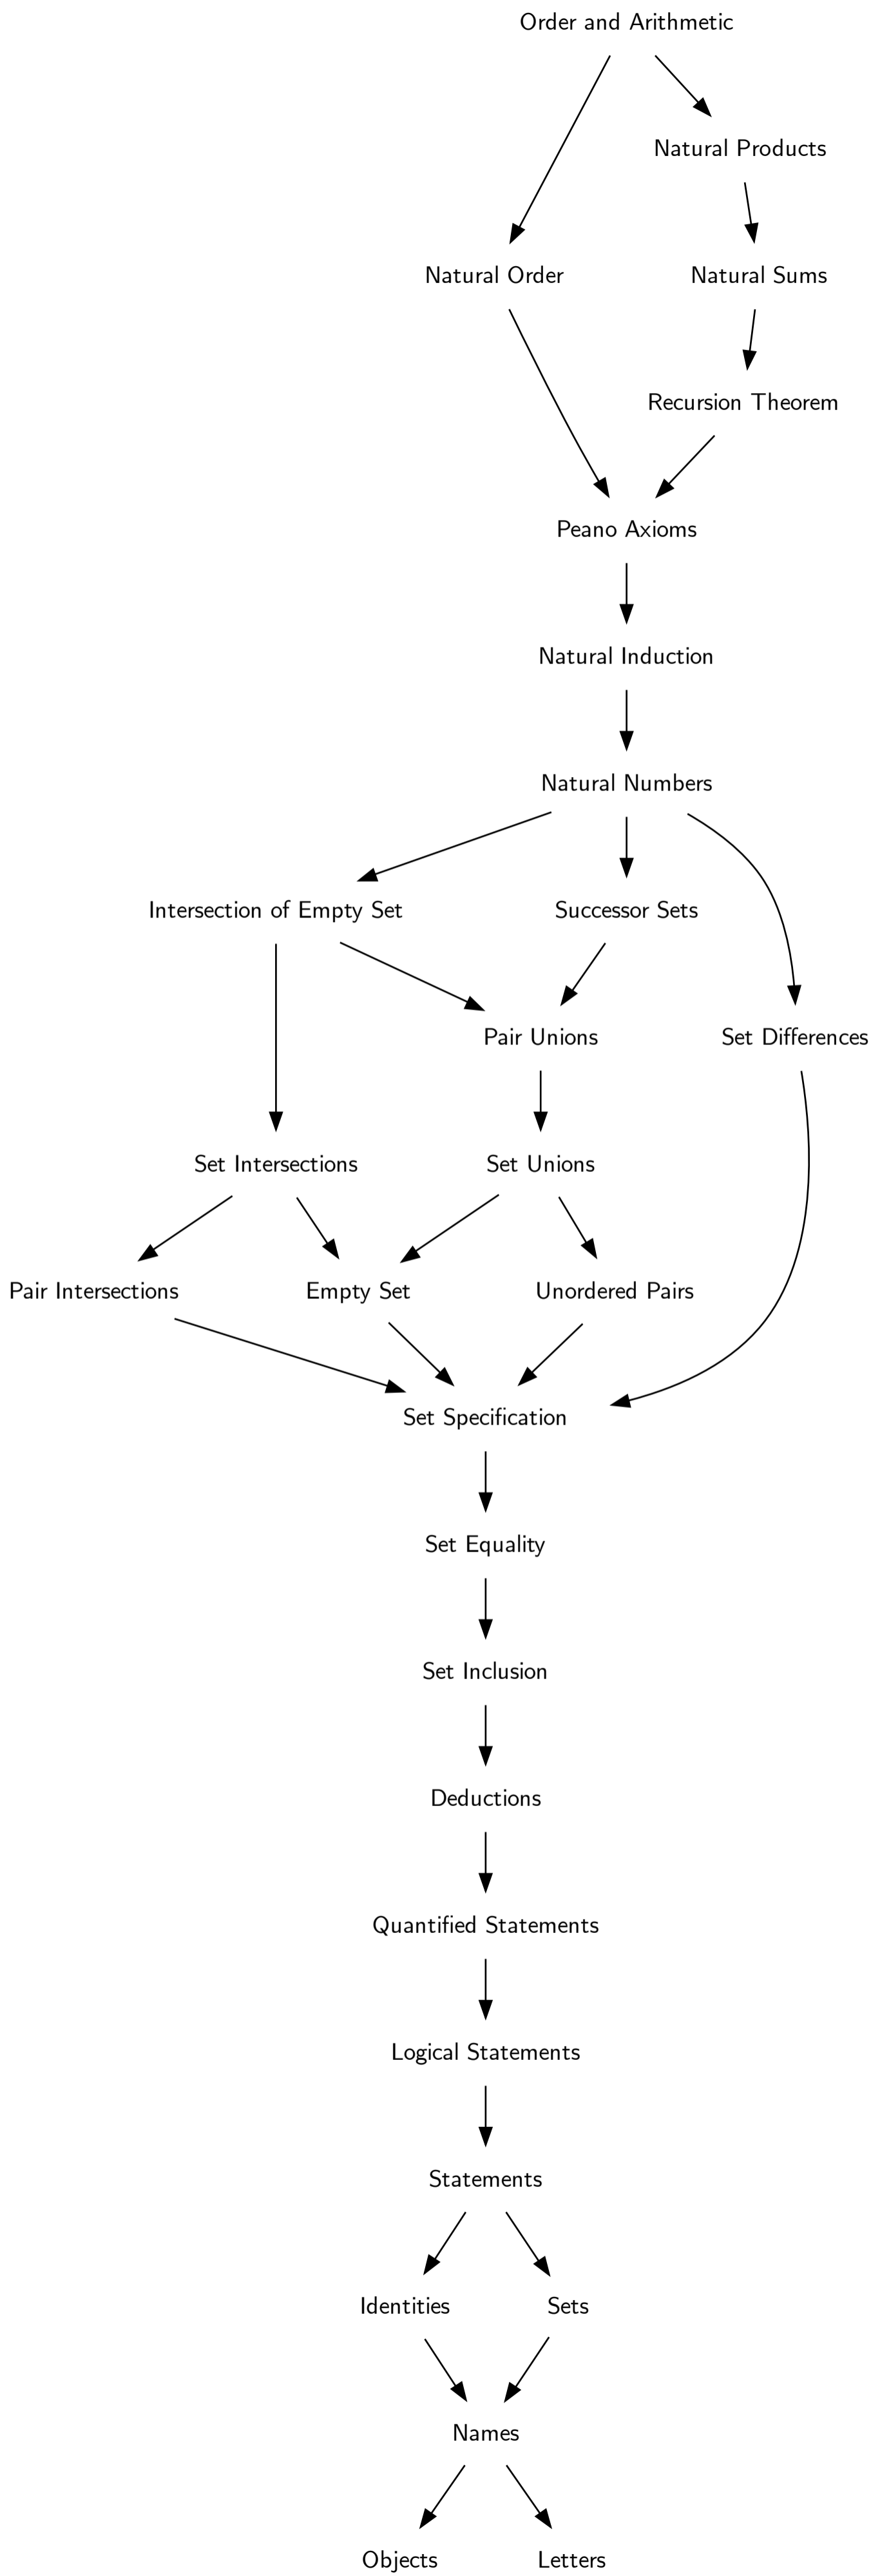 Order and Arithmetic
Natural Products
Natural Order
Natural Sums
Recursion Theorem
Peano Axioms
Natural Induction
Natural Numbers
Intersection of Empty Set
Successor Sets
Pair Unions
Set Differences
Set Intersections
Set Unions
Pair Intersections
Empty Set
Unordered Pairs
Set Specification
Set Equality
Set Inclusion
Deductions
Quantified Statements
Logical Statements
Statements
Identities
Sets
Names
Objects
Letters